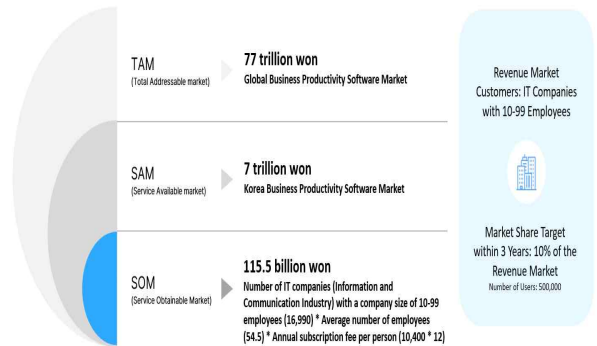 TAM
(Total Addressable market)
77 trillion won
Global Business Productivity Software Market
SAM
(Service Available market)
7 trillion won
Korea Business Productivity Software Market
SOM
(Service Obtainable Market)
115.5 billion won
Number of IT companies (Information and
Communication Industry) with a company size of 10-99
employees (16,990) * Average number of employees
(54.5) * Annual subscription fee per person (10,400 * 12)
Revenue Market
Customers: IT Companies
with 10-99 Employees
Market Share Target
within 3 Years: 10% of the
Revenue Market
Number of Users: 500,000